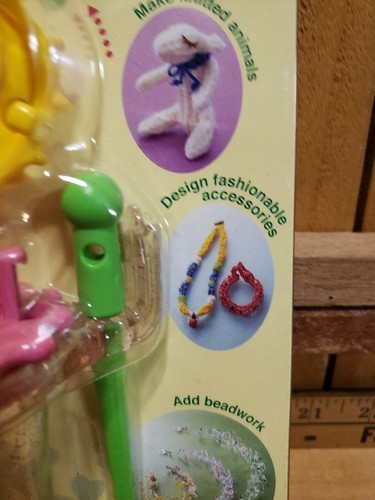 Make knitted animals
Design fashionable
accessories
Add beadwork
21